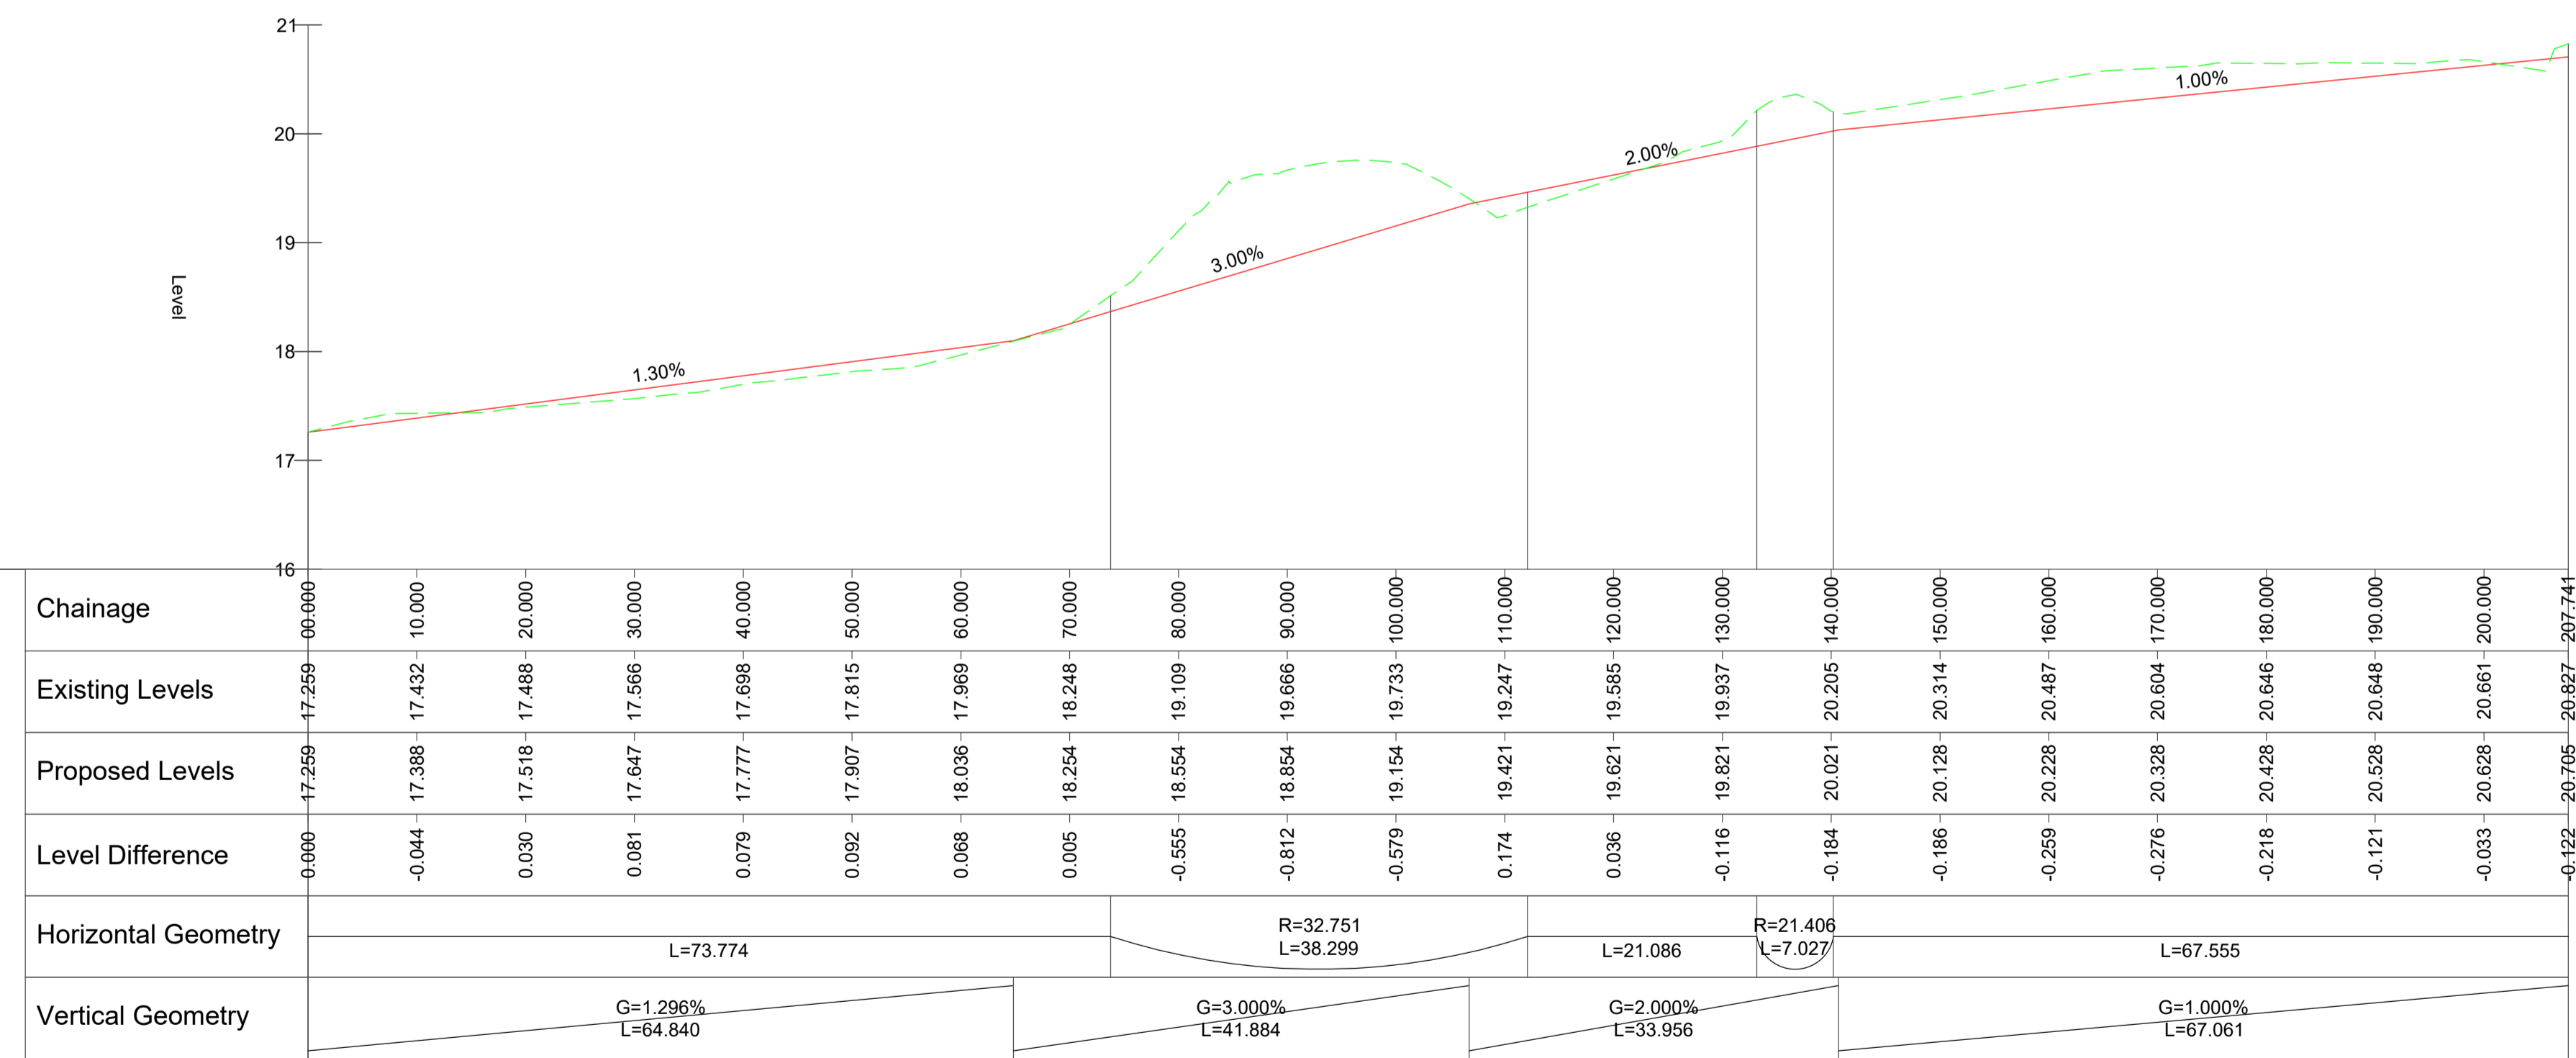 21
20
19
18
17
16
Level
1.30%
3.00%
2.00%
1.00%
Chainage 00.000 10.000 20.000 30.000 40.000 50.000 60.000 70.000 80.000 90.000 100.000 110.000 120.000 130.000 140.000 150.000 160.000 170.000 180.000 190.000 200.000 207.741
Existing Levels 17.259 17.432 17.488 17.566 17.698 17.815 17.969 18.248 19.109 19.666 19.733 19.247 19.585 19.937 20.205 20.314 20.487 20.604 20.646 20.648 20.661 20.827
Proposed Levels 17.259 17.388 17.518 17.647 17.777 17.907 18.036 18.254 18.554 18.854 19.154 19.421 19.621 19.821 20.021 20.128 20.228 20.328 20.428 20.528 20.628 20.705
Level Difference 0.000 -0.044 0.030 0.081 0.079 0.092 0.068 0.005 -0.555 -0.812 -0.579 0.174 0.036 -0.116 -0.184 -0.186 -0.259 -0.276 -0.218 -0.121 -0.033 -0.122
Horizontal Geometry
L=73.774
R=32.751
L=38.299
L=21.086
R=21.406
L=7.027
L=67.555
Vertical Geometry
G=1.296%
L=64.840
G=3.000%
L=41.884
G=2.000%
L=33.956
G=1.000%
L=67.061